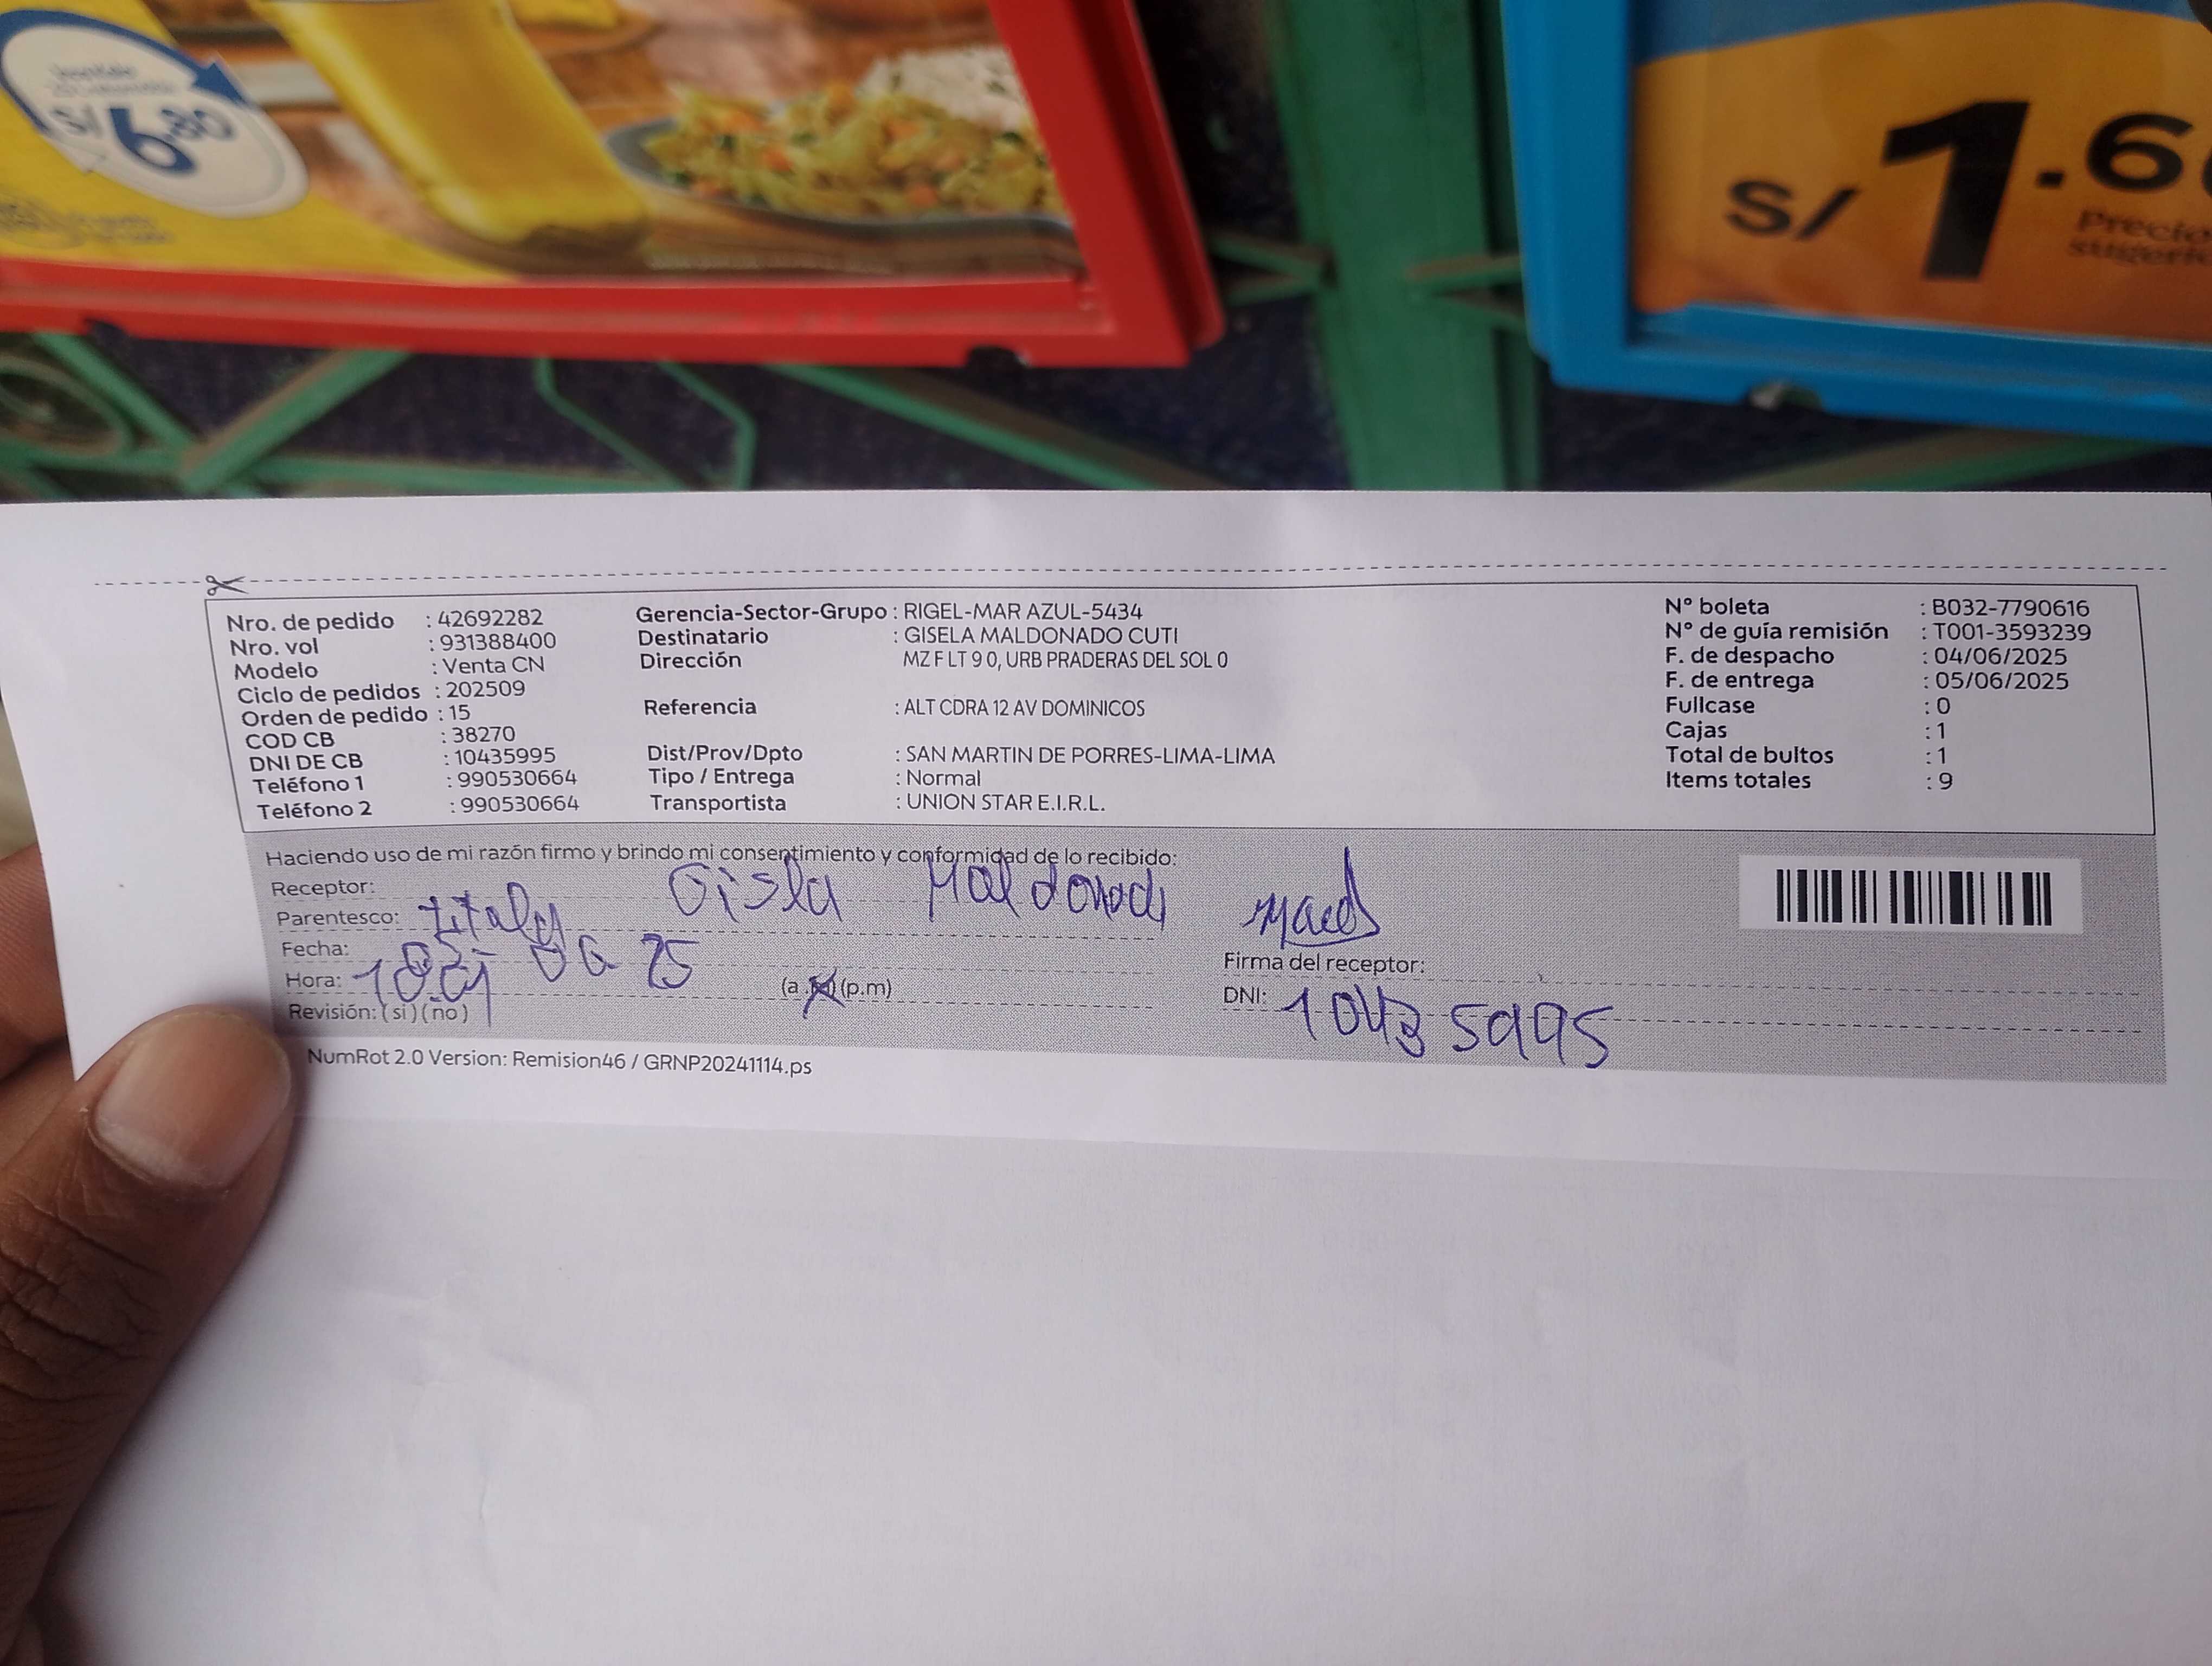 S/6.80
S/1.6
Precio
Nro. de pedido : 42692282
Nro. vol : 931388400
Modelo : Venta CN
Ciclo de pedidos : 202509
Orden de pedido : 15
COD CB : 38270
DNI DE CB : 10435995
Teléfono 1 : 990530664
Teléfono 2 : 990530664
Gerencia-Sector-Grupo : RIGEL-MAR AZUL-5434
Destinatario : GISELA MALDONADO CUTI
Dirección MZ F LT 9 0, URB PRADERAS DEL SOL 0
Referencia : ALT CDRA 12 AV DOMINICOS
Dist/Prov/Dpto : SAN MARTIN DE PORRES-LIMA-LIMA
Tipo / Entrega : Normal
Transportista : UNION STAR E.I.R.L.
N° boleta : B032-7790616
N° de guía remisión : T001-3593239
F. de despacho : 04/06/2025
F. de entrega : 05/06/2025
Fullcase : 0
Cajas : 1
Total de bultos : 1
Items totales : 9
Haciendo uso de mi razón firmo y brindo mi consentimiento y conformidad de lo recibido:
Receptor: Gisla Maldonado
Parentesco:
Fecha: 05 06 25
Hora: (a.m) (p.m)
Revisión: (si) (no)
Firma del receptor:
DNI: 10435995
NumRot 2.0 Version: Remision46 / GRNP20241114.ps